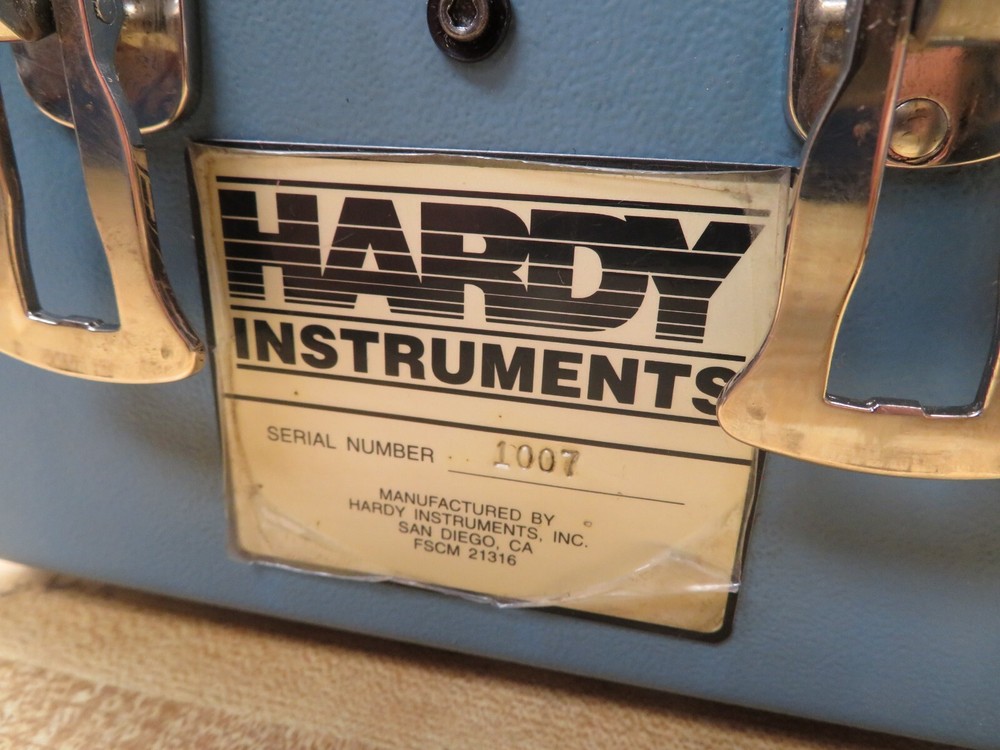 HARDY
INSTRUMENTS
SERIAL NUMBER 1007
MANUFACTURED BY
HARDY INSTRUMENTS, INC.
SAN DIEGO, CA
FSCM 21316